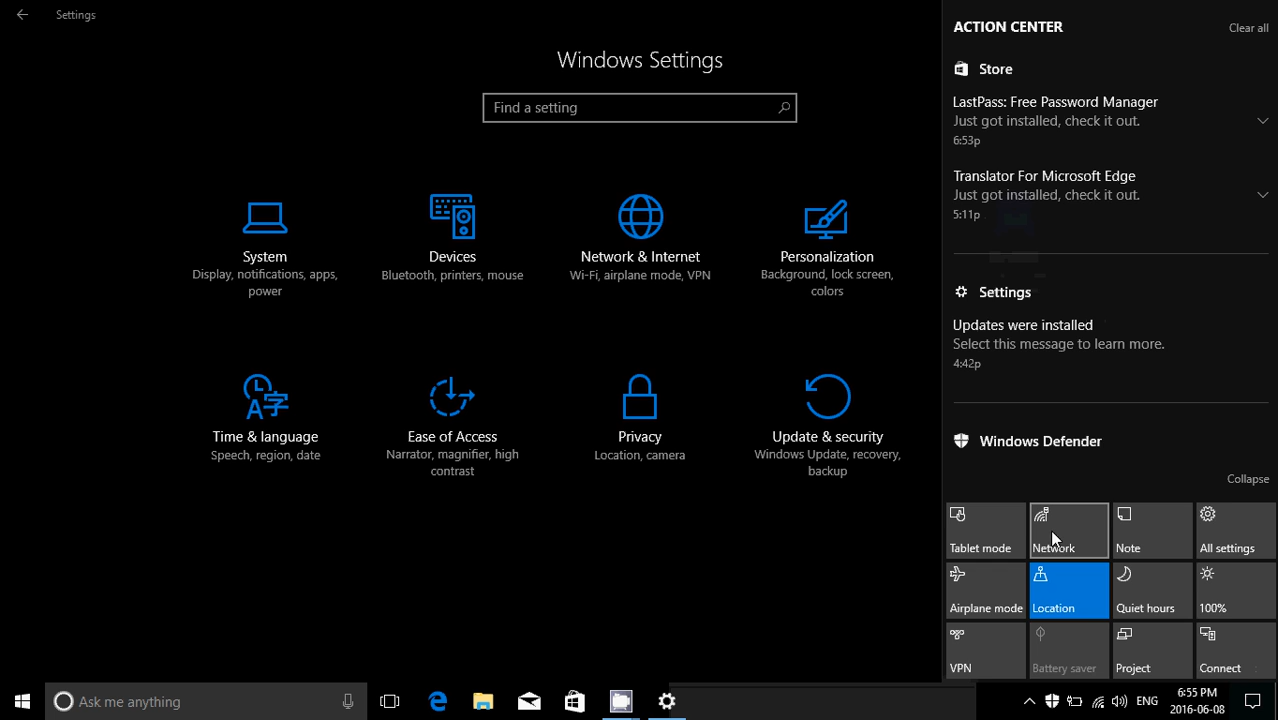 Settings
Windows Settings
Find a setting
System
Display, notifications, apps,
power
Devices
Bluetooth, printers, mouse
Network & Internet
Wi-Fi, airplane mode, VPN
Personalization
Background, lock screen,
colors
Time & language
Speech, region, date
Ease of Access
Narrator, magnifier, high
contrast
Privacy
Location, camera
Update & security
Windows Update, recovery,
backup
ACTION CENTER
Clear all
Store
LastPass: Free Password Manager
Just got installed, check it out.
6:53p
Translator For Microsoft Edge
Just got installed, check it out.
5:11p
Settings
Updates were installed
Select this message to learn more.
4:42p
Windows Defender
Collapse
Tablet mode
Network
Note
All settings
Airplane mode
Location
Quiet hours
100%
VPN
Battery saver
Project
Connect
Ask me anything
ENG
6:55 PM
2016-06-08